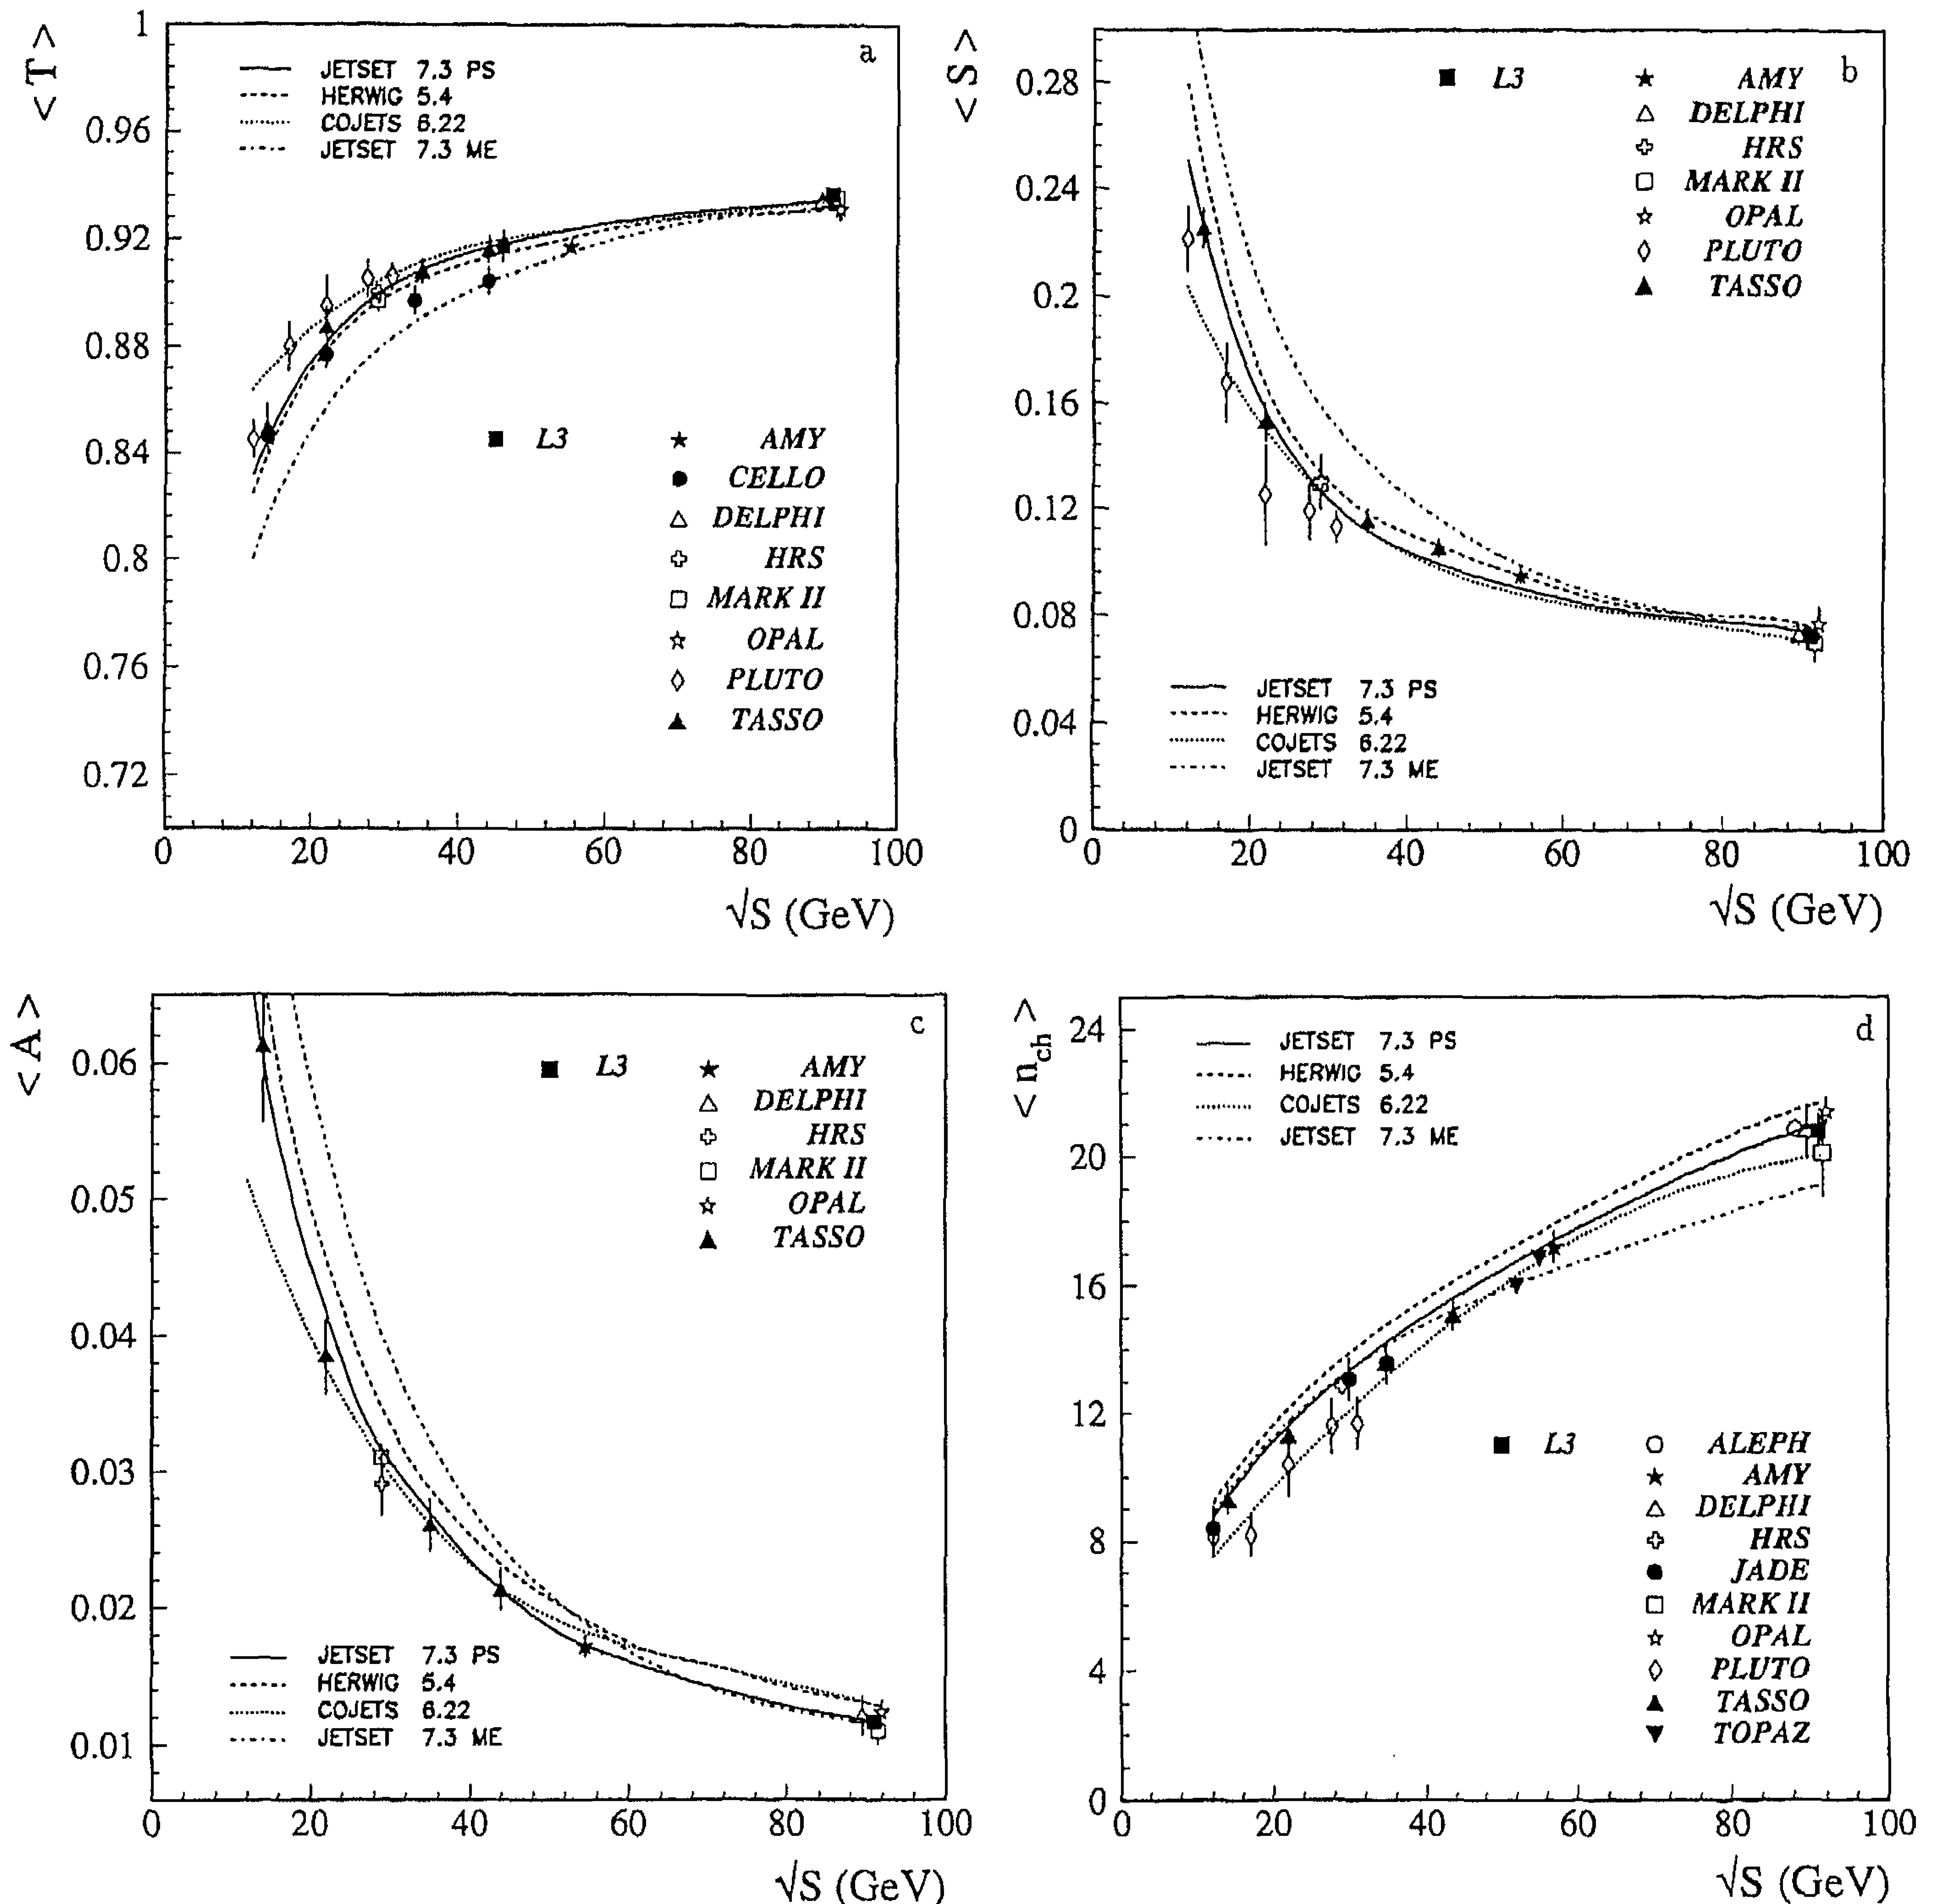 a
< T >
1
0.96
0.92
0.88
0.84
0.8
0.76
0.72
JETSET 7.3 PS
HERWIG 5.4
COJETS 6.22
JETSET 7.3 ME
L3
AMY
CELLO
DELPHI
HRS
MARK II
OPAL
PLUTO
TASSO
0 20 40 60 80 100
√S (GeV)
b
< S >
0.28
0.24
0.2
0.16
0.12
0.08
0.04
0
L3
AMY
DELPHI
HRS
MARK II
OPAL
PLUTO
TASSO
JETSET 7.3 PS
HERWIG 5.4
COJETS 6.22
JETSET 7.3 ME
0 20 40 60 80 100
√S (GeV)
c
< A >
0.06
0.05
0.04
0.03
0.02
0.01
L3
AMY
DELPHI
HRS
MARK II
OPAL
TASSO
JETSET 7.3 PS
HERWIG 5.4
COJETS 6.22
JETSET 7.3 ME
0 20 40 60 80 100
√S (GeV)
d
< n_ch >
24
20
16
12
8
4
0
JETSET 7.3 PS
HERWIG 5.4
COJETS 6.22
JETSET 7.3 ME
L3
ALEPH
AMY
DELPHI
HRS
JADE
MARK II
OPAL
PLUTO
TASSO
TOPAZ
0 20 40 60 80 100
√S (GeV)